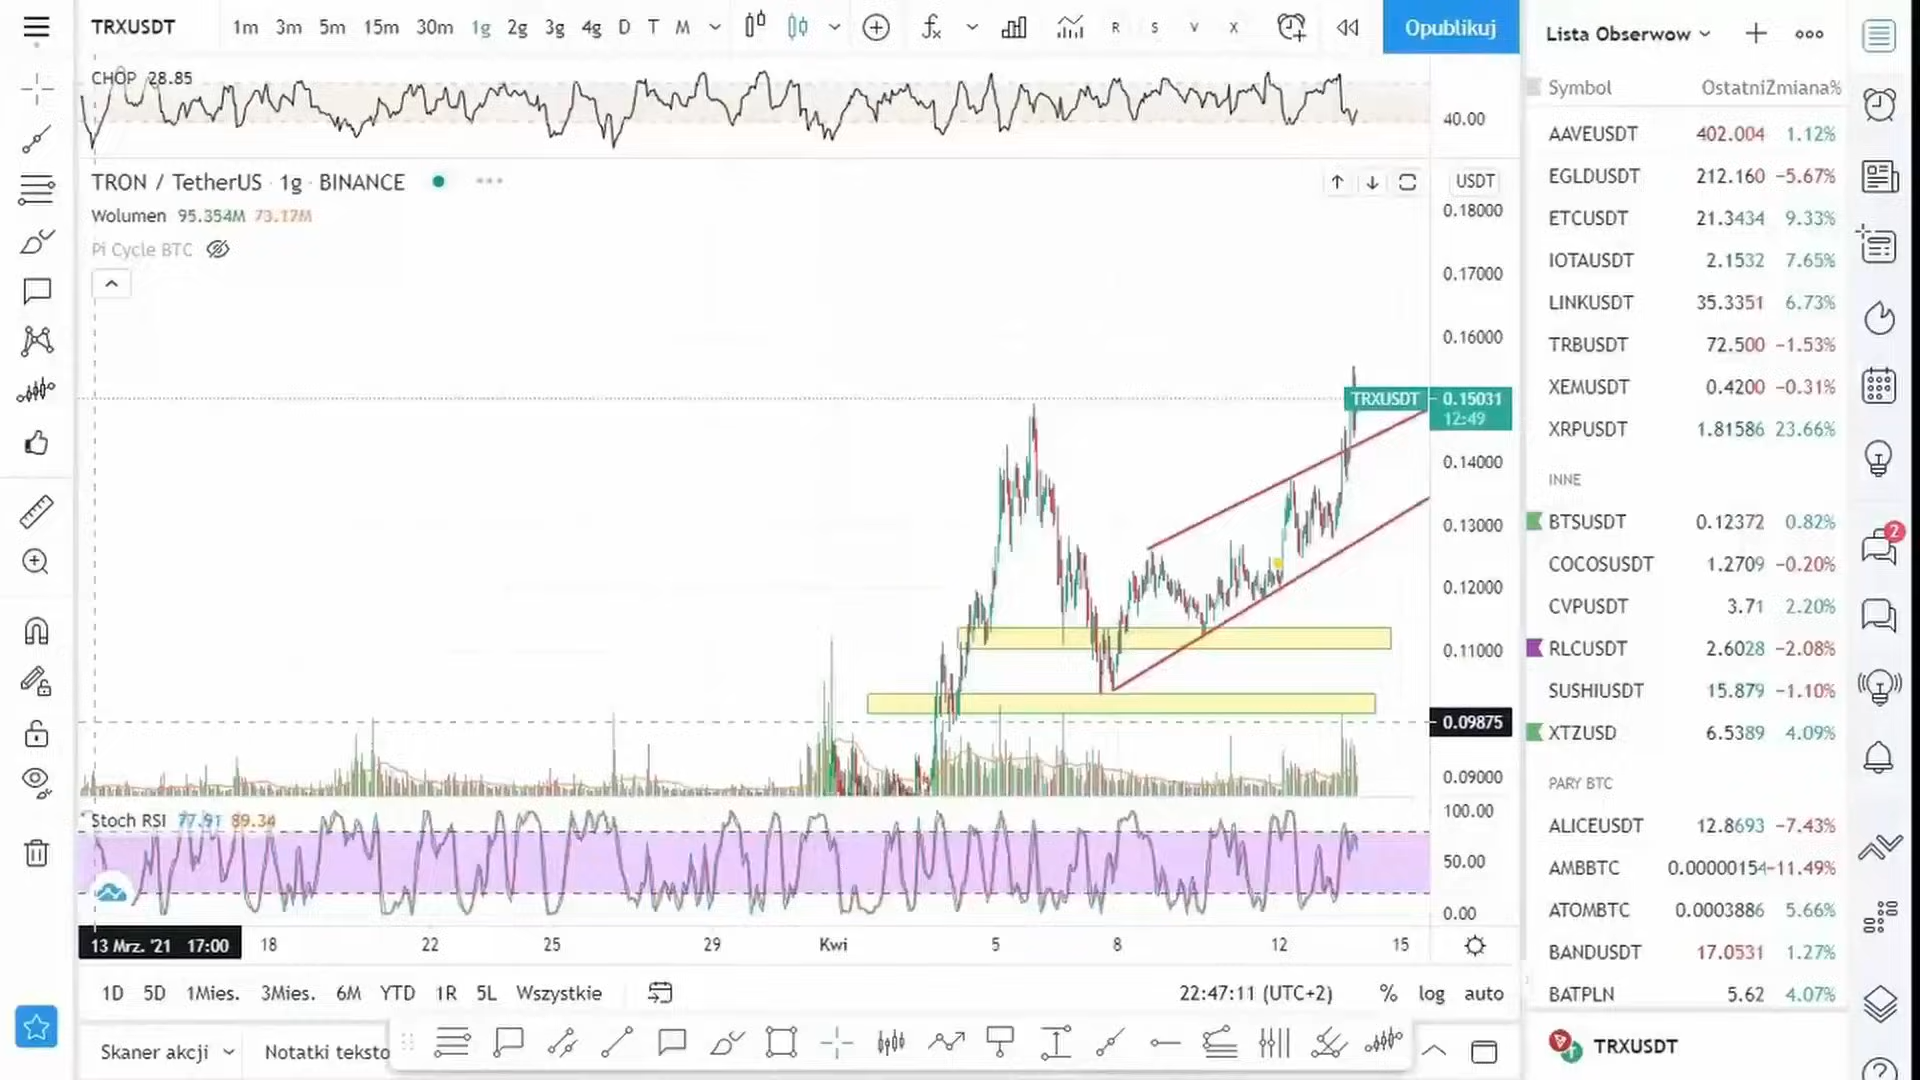 TRXUSDT 1m 3m 5m 15m 30m 1g 2g 3g 4g D T M R S V X Opublikuj
Lista Obserwow
CHOP 28.85
40.00
Symbol Ostatni Zmiana%
TRON / TetherUS · 1g · BINANCE
USDT
Wolumen 95.354M 73.17M
Pi Cycle BTC
0.18000
0.17000
0.16000
TRXUSDT 0.15031
12:49
0.14000
0.13000
0.12000
0.11000
0.09875
0.09000
Stoch RSI 77.91 89.34
100.00
50.00
0.00
13 Mrz. '21 17:00 18 22 25 29 Kwi 5 8 12 15
1D 5D 1Mies. 3Mies. 6M YTD 1R 5L Wszystkie
22:47:11 (UTC+2) % log auto
Skaner akcji Notatki teksto
AAVEUSDT 402.004 1.12%
EGLDUSDT 212.160 −5.67%
ETCUSDT 21.3434 9.33%
IOTAUSDT 2.1532 7.65%
LINKUSDT 35.3351 6.73%
TRBUSDT 72.500 −1.53%
XEMUSDT 0.4200 −0.31%
XRPUSDT 1.81586 23.66%
INNE
BTSUSDT 0.12372 0.82%
COCOSUSDT 1.2709 −0.20%
CVPUSDT 3.71 2.20%
RLCUSDT 2.6028 −2.08%
SUSHIUSDT 15.879 −1.10%
XTZUSD 6.5389 4.09%
PARY BTC
ALICEUSDT 12.8693 −7.43%
AMBBTC 0.00000154 −11.49%
ATOMBTC 0.0003886 5.66%
BANDUSDT 17.0531 1.27%
BATPLN 5.62 4.07%
TRXUSDT
2